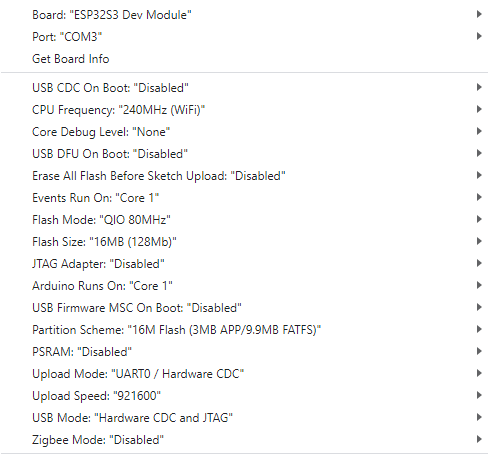 Board: "ESP32S3 Dev Module"
Port: "COM3"
Get Board Info
USB CDC On Boot: "Disabled"
CPU Frequency: "240MHz (WiFi)"
Core Debug Level: "None"
USB DFU On Boot: "Disabled"
Erase All Flash Before Sketch Upload: "Disabled"
Events Run On: "Core 1"
Flash Mode: "QIO 80MHz"
Flash Size: "16MB (128Mb)"
JTAG Adapter: "Disabled"
Arduino Runs On: "Core 1"
USB Firmware MSC On Boot: "Disabled"
Partition Scheme: "16M Flash (3MB APP/9.9MB FATFS)"
PSRAM: "Disabled"
Upload Mode: "UART0 / Hardware CDC"
Upload Speed: "921600"
USB Mode: "Hardware CDC and JTAG"
Zigbee Mode: "Disabled"